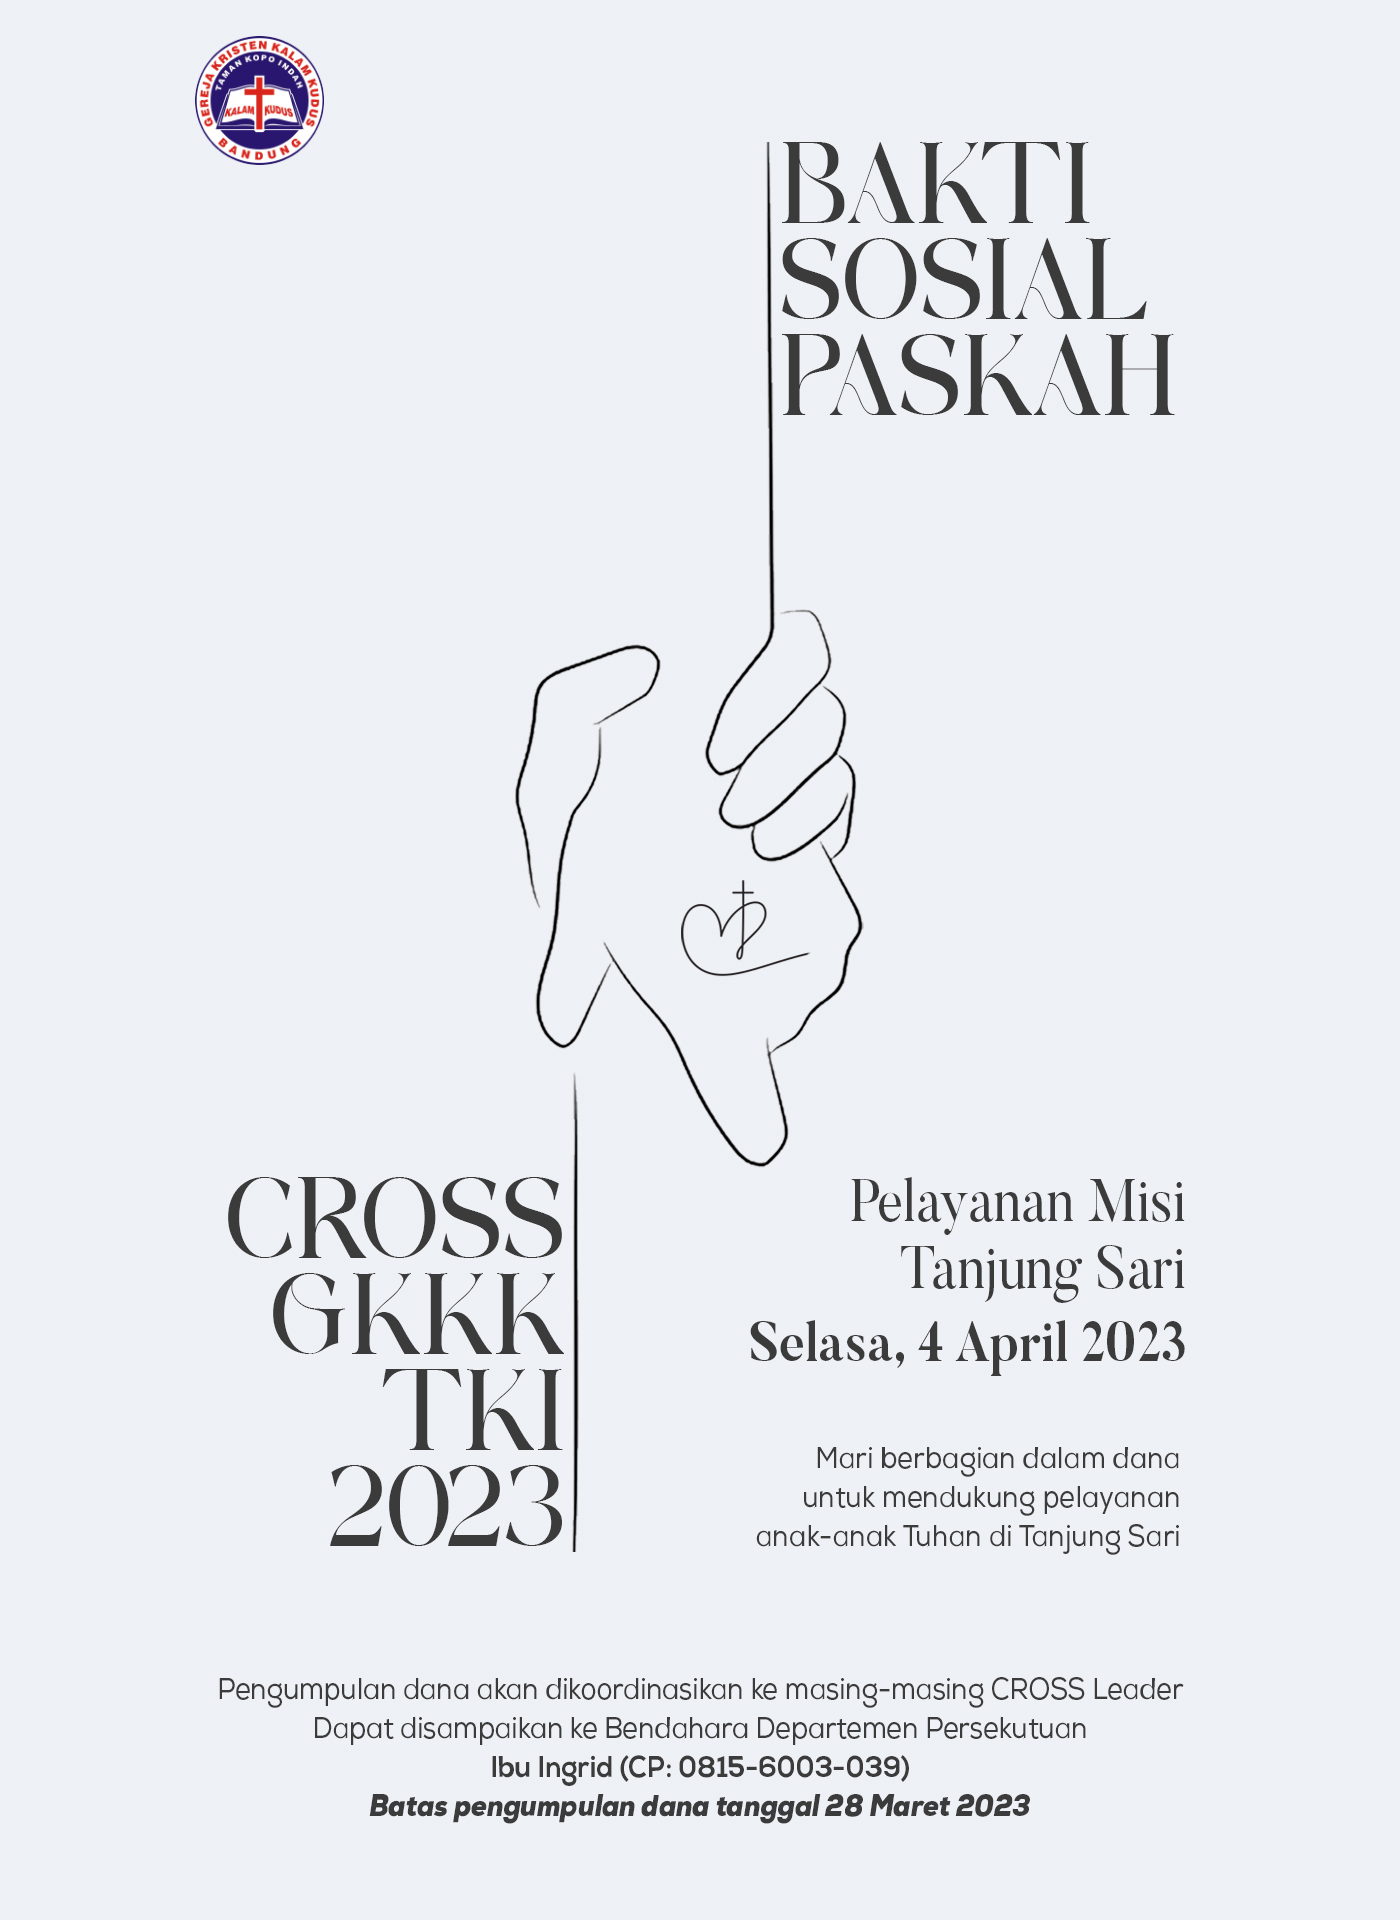 GEREJA KRISTEN KALAM KUDUS
TAMAN KOPO INDAH
KALAM KUDUS
BANDUNG
BAKTI
SOSIAL
PASKAH
CROSS
GKKK
TKI
2023
Pelayanan Misi
Tanjung Sari
Selasa, 4 April 2023
Mari berbagian dalam dana
untuk mendukung pelayanan
anak-anak Tuhan di Tanjung Sari
Pengumpulan dana akan dikoordinasikan ke masing-masing CROSS Leader
Dapat disampaikan ke Bendahara Departemen Persekutuan
Ibu Ingrid (CP: 0815-6003-039)
Batas pengumpulan dana tanggal 28 Maret 2023